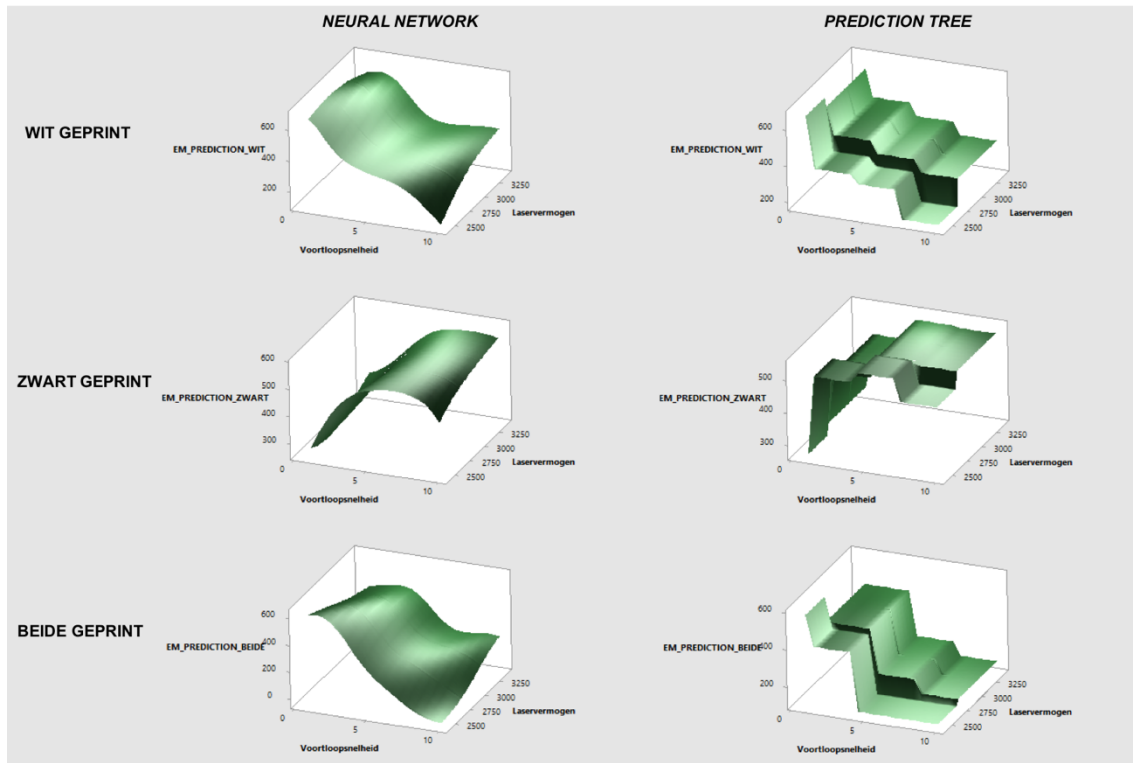 NEURAL NETWORK
PREDICTION TREE
WIT GEPRINT
EM_PREDICTION_WIT
600
400
200
0
5
10
Voortloopsnelheid
2500
2750
3000
3250
Laservermogen
EM_PREDICTION_WIT
600
400
200
0
5
10
Voortloopsnelheid
2500
2750
3000
3250
Laservermogen
ZWART GEPRINT
EM_PREDICTION_ZWART
600
500
400
300
0
5
10
Voortloopsnelheid
2500
2750
3000
3250
Laservermogen
EM_PREDICTION_ZWART
500
400
300
0
5
10
Voortloopsnelheid
2500
2750
3000
3250
Laservermogen
BEIDE GEPRINT
EM_PREDICTION_BEIDE
600
400
200
0
0
5
10
Voortloopsnelheid
2500
2750
3000
3250
Laservermogen
EM_PREDICTION_BEIDE
600
400
200
0
5
10
Voortloopsnelheid
2500
2750
3000
3250
Laservermogen